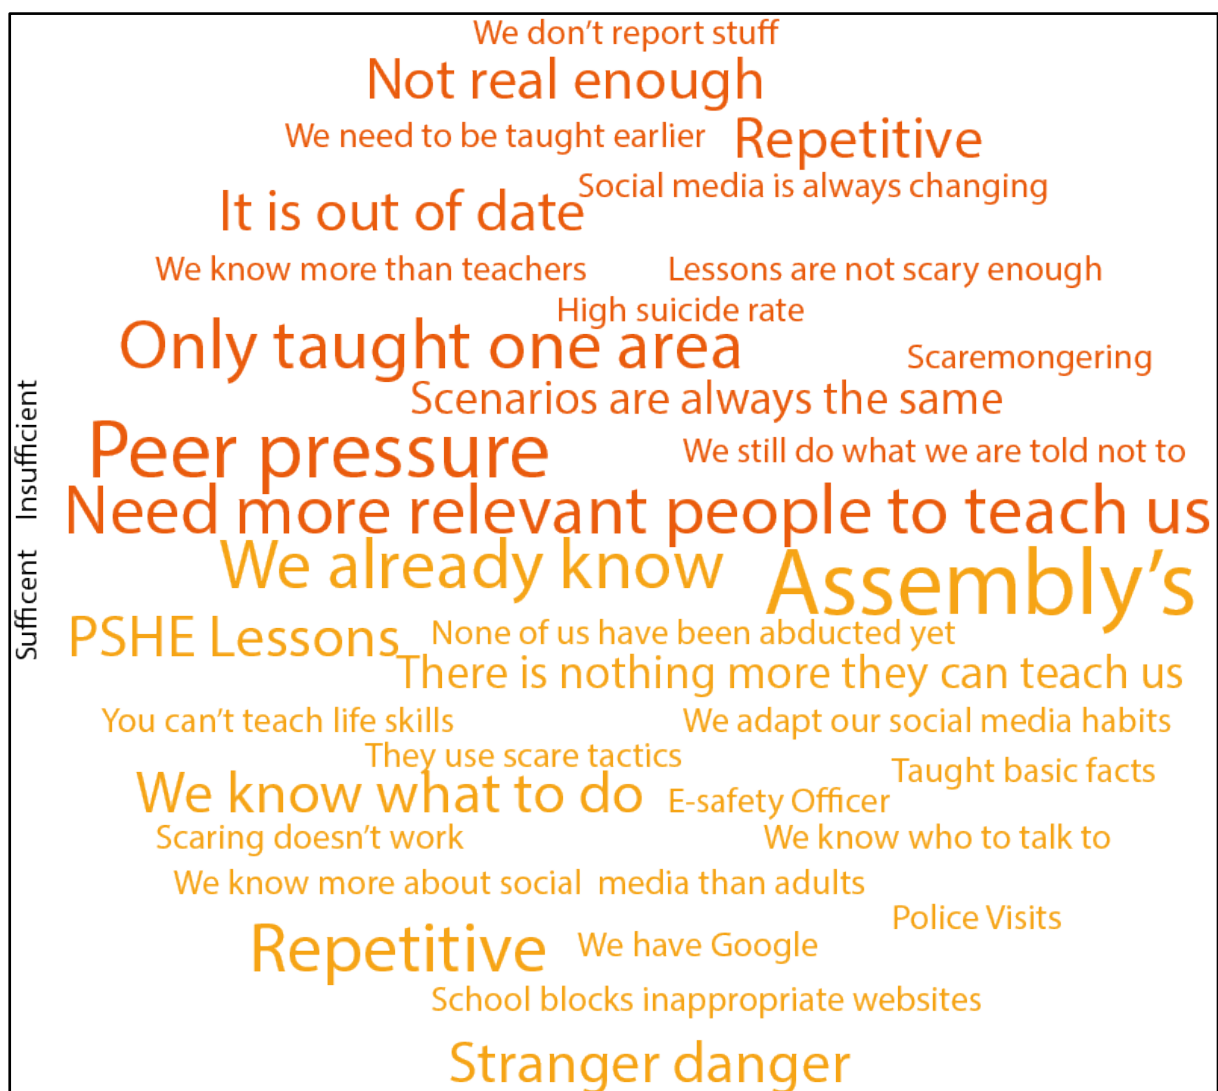 We don't report stuff
Not real enough
We need to be taught earlier
Repetitive
Social media is always changing
It is out of date
We know more than teachers
Lessons are not scary enough
High suicide rate
Only taught one area
Scaremongering
Scenarios are always the same
Peer pressure
We still do what we are told not to
Need more relevant people to teach us
Insufficient
Sufficent
We already know
Assembly’s
PSHE Lessons
None of us have been abducted yet
There is nothing more they can teach us
You can’t teach life skills
We adapt our social media habits
They use scare tactics
Taught basic facts
We know what to do
E-safety Officer
Scaring doesn’t work
We know who to talk to
We know more about social media than adults
Police Visits
Repetitive
We have Google
School blocks inappropriate websites
Stranger danger